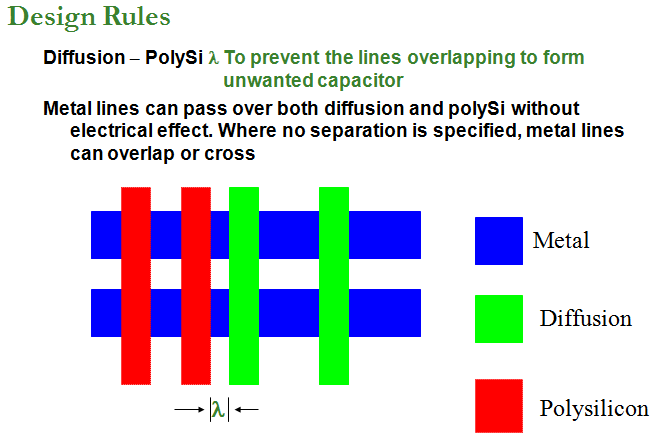 Design Rules
Diffusion – PolySi λ To prevent the lines overlapping to form
unwanted capacitor
Metal lines can pass over both diffusion and polySi without
electrical effect. Where no separation is specified, metal lines
can overlap or cross
Metal
Diffusion
Polysilicon
λ